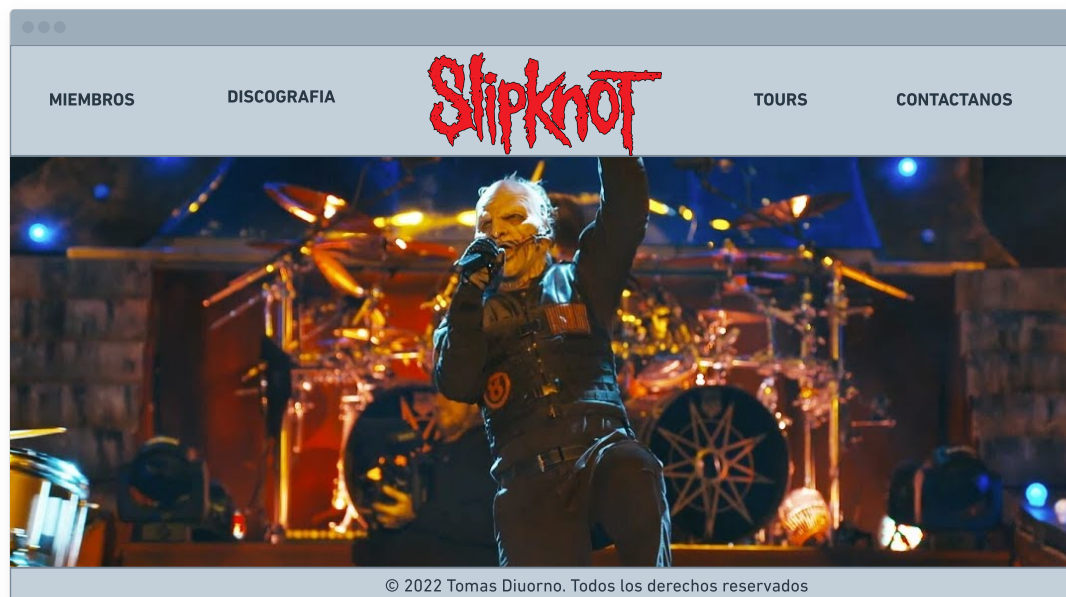 MIEMBROS
DISCOGRAFIA
Slipknot
TOURS
CONTACTANOS
© 2022 Tomas Diuorno. Todos los derechos reservados